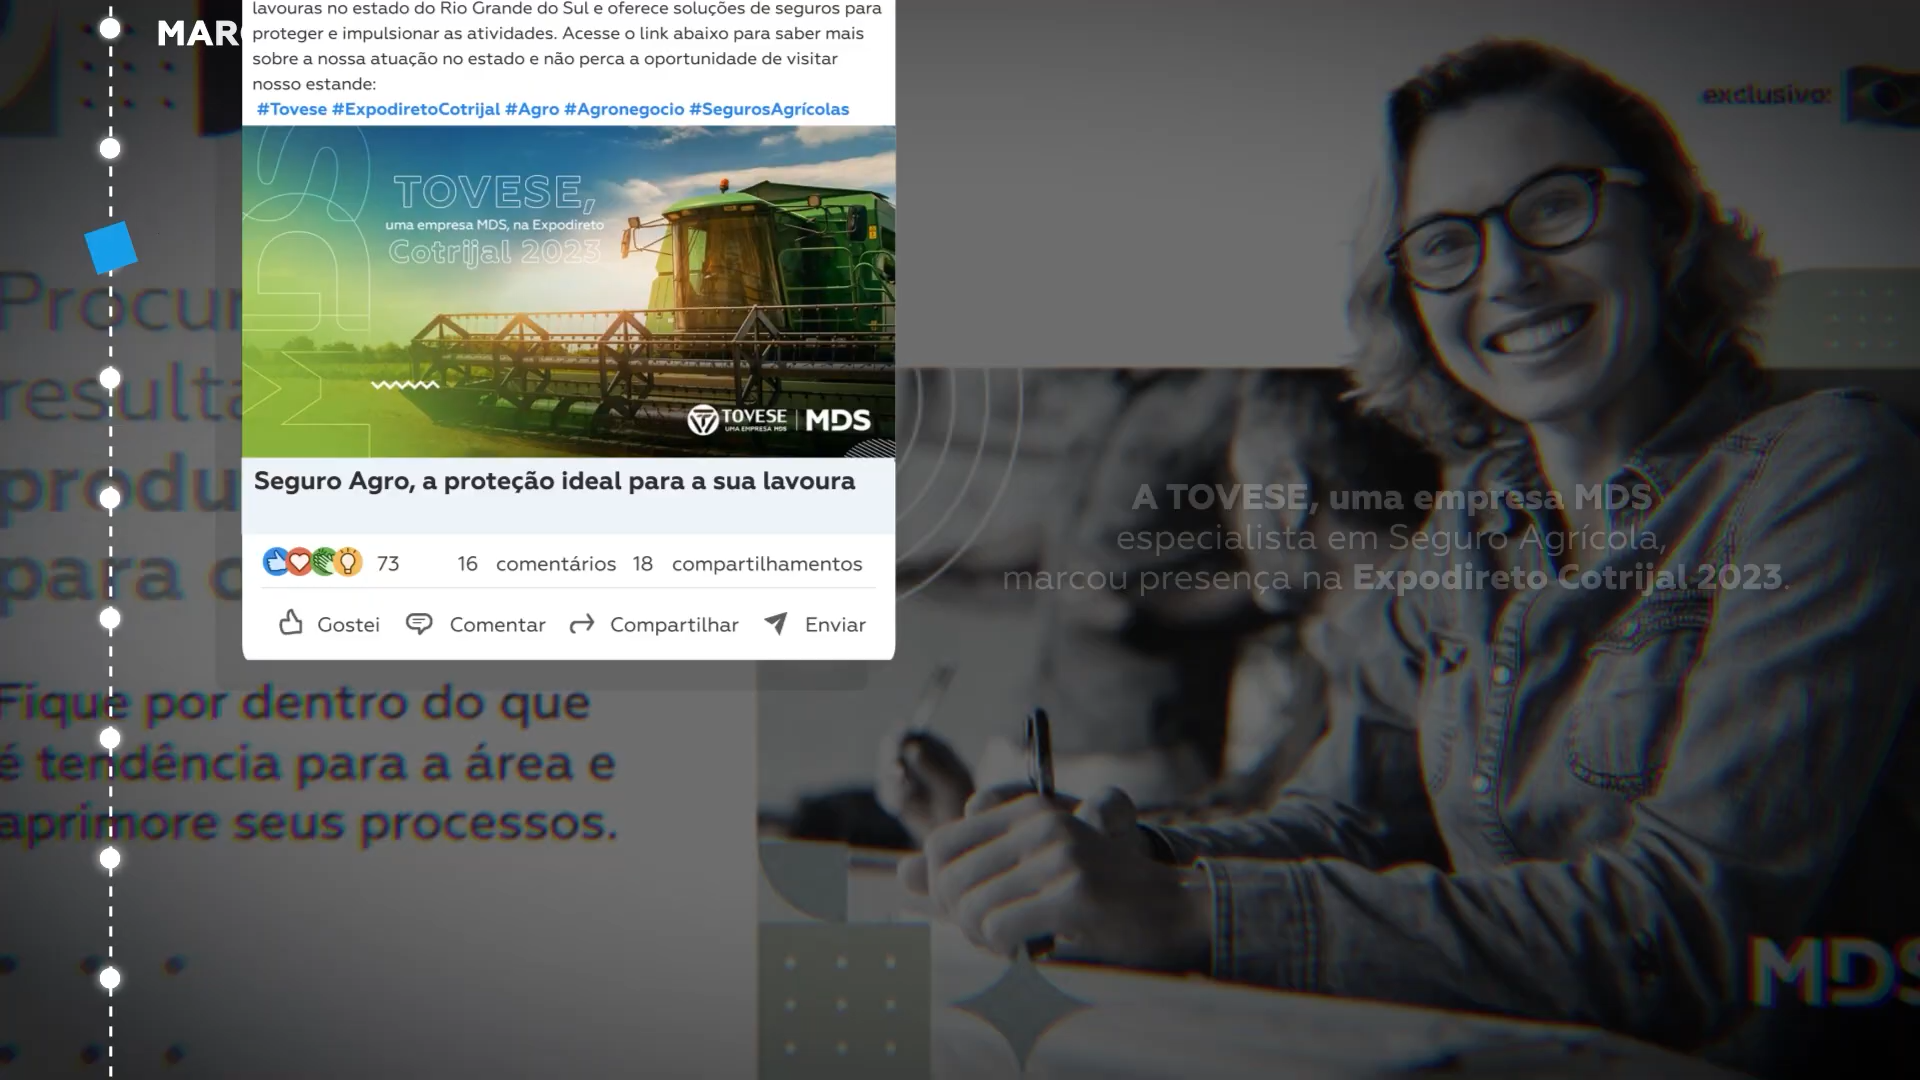 MAR
lavouras no estado do Rio Grande do Sul e oferece soluções de seguros para
proteger e impulsionar as atividades. Acesse o link abaixo para saber mais
sobre a nossa atuação no estado e não perca a oportunidade de visitar
nosso estande:
#Tovese #ExpodiretoCotrijal #Agro #Agronegocio #SegurosAgrícolas
MDS
TOVESE,
uma empresa MDS, na Expodireto
Cotrijal 2023
TOVESE
UMA EMPRESA MDS
MDS
Seguro Agro, a proteção ideal para a sua lavoura
73 16 comentários 18 compartilhamentos
Gostei Comentar Compartilhar Enviar
exclusivo:
A TOVESE, uma empresa MDS
especialista em Seguro Agrícola,
marcou presença na Expodireto Cotrijal 2023.
Procur
resulta
produ
para
Fique por dentro do que
é tendência para a área e
aprimore seus processos.
MDS